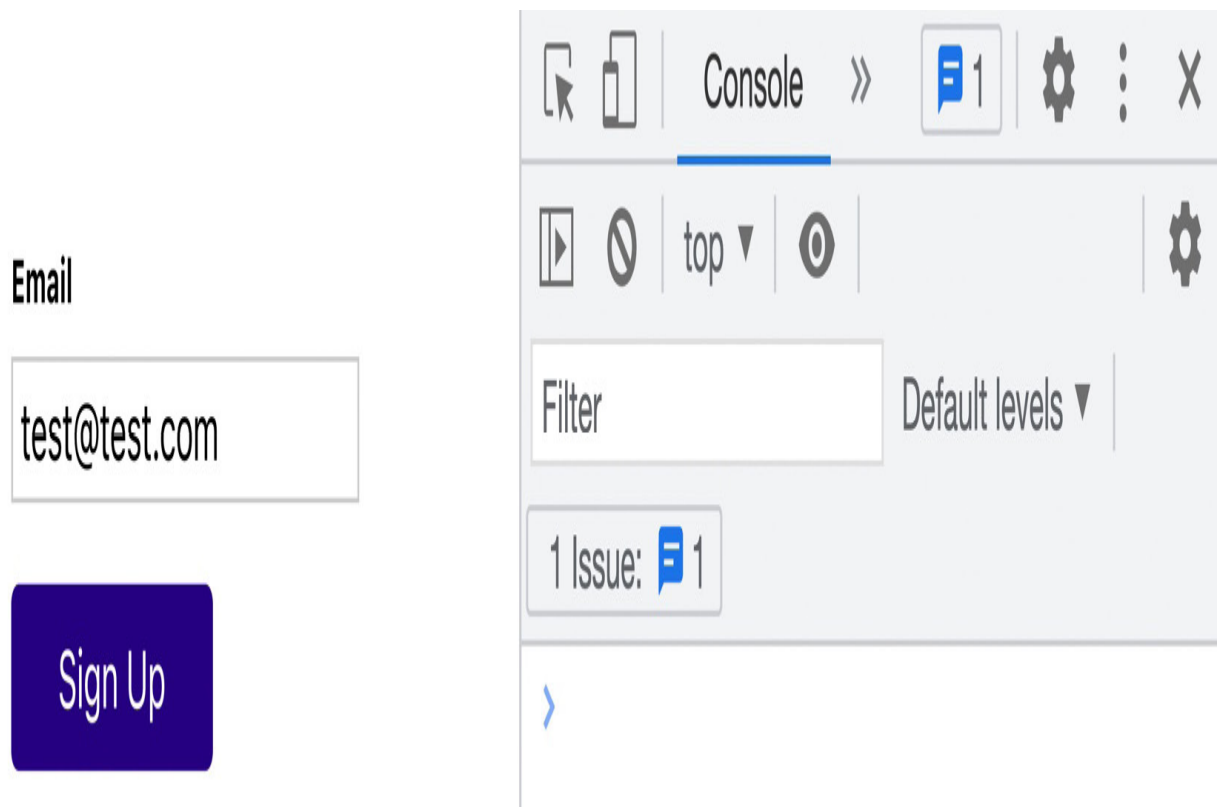 Email
test@test.com
Sign Up
Console
1
top
Filter
Default levels
1 Issue: 1